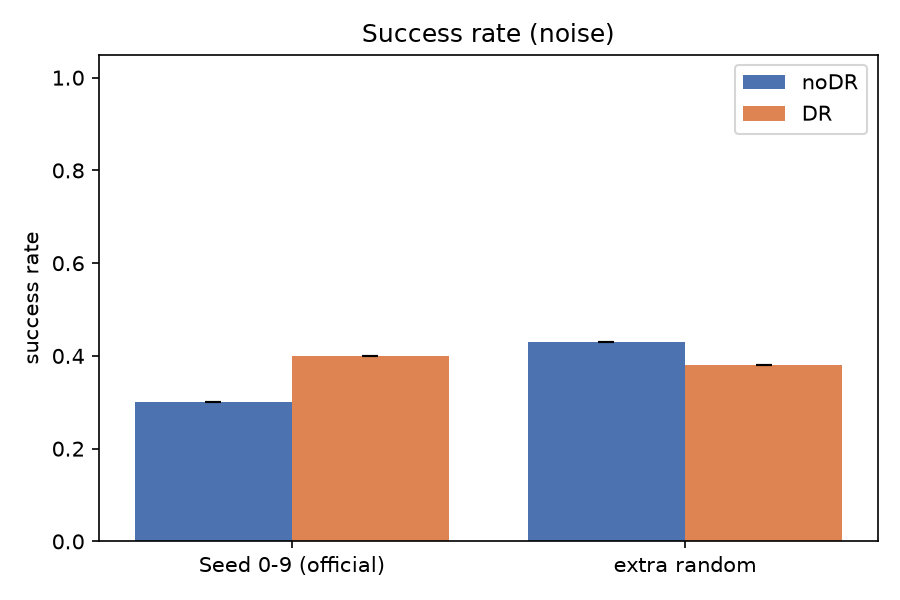 Success rate (noise)
noDR
DR
success rate
1.0
0.8
0.6
0.4
0.2
0.0
Seed 0-9 (official)
extra random